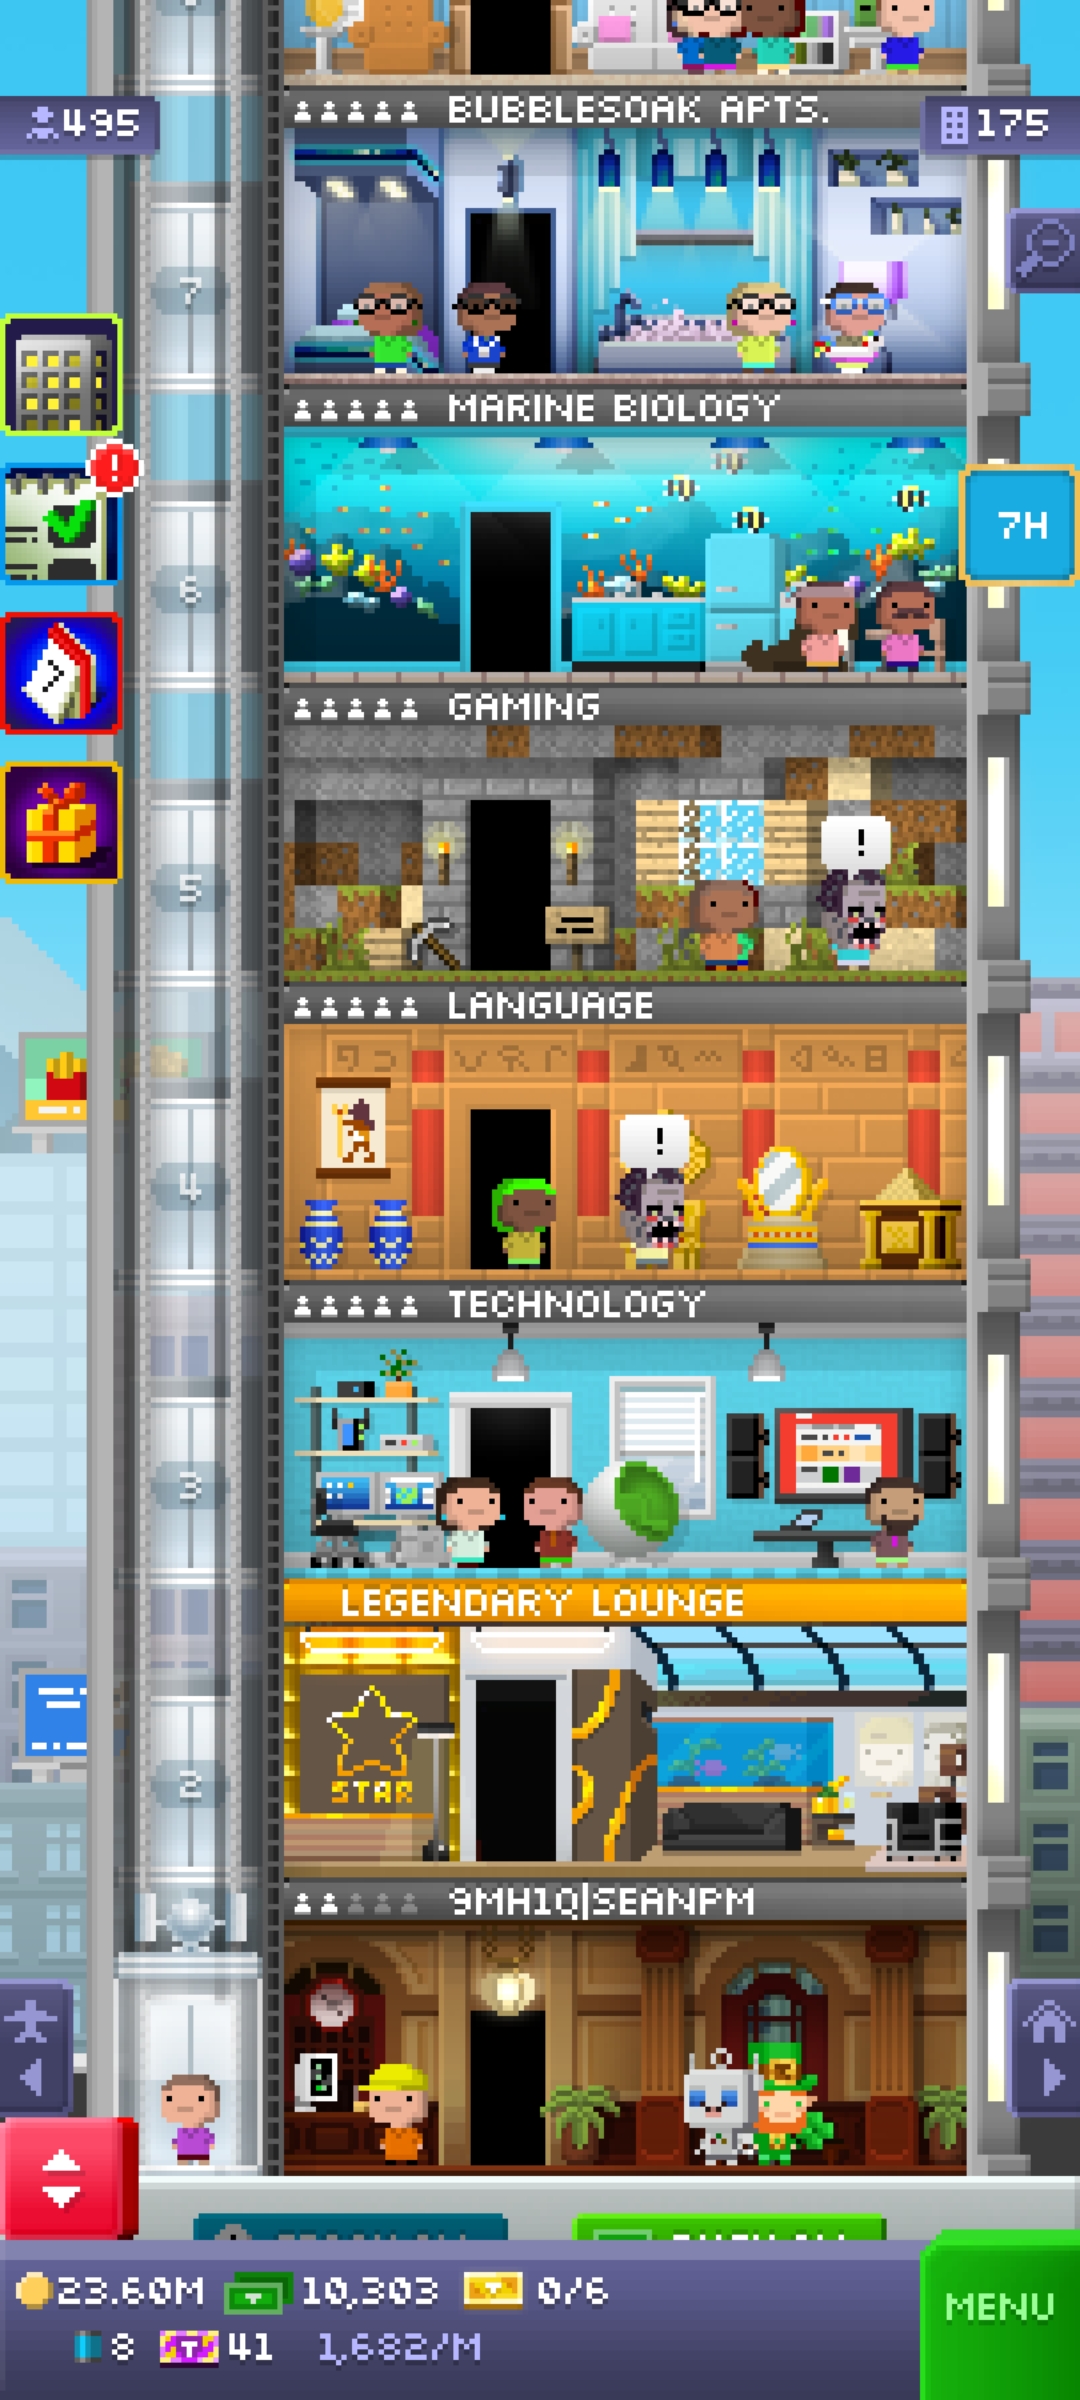 BUBBLESOAK APTS.
495
175
7
MARINE BIOLOGY
7H
6
GAMING
!
5
LANGUAGE
!
4
TECHNOLOGY
3
LEGENDARY LOUNGE
STAR
2
9MH1Q|SEANPM
23.60M 10,303 0/6
8 T 41 1,682/M
MENU